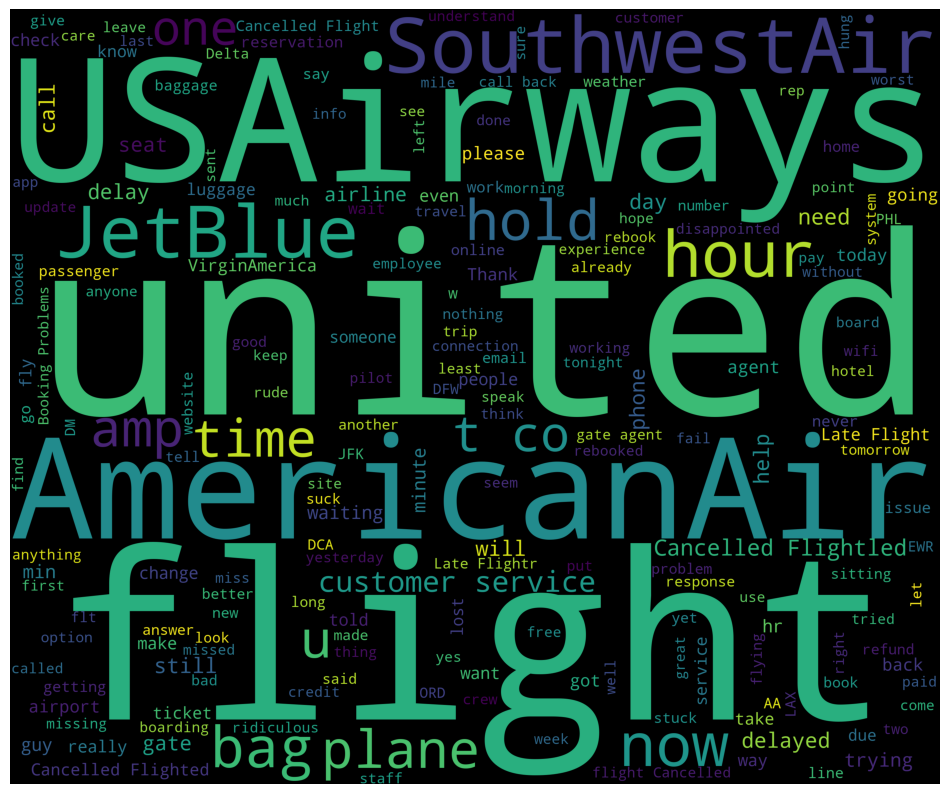 give
understand
customer
one
Cancelled Flight
SouthwestAir
sure
hung
check
care
leave
last
reservation
know
Delta
USAirways
say
baggage
mile
call back
weather
rep
worst
call
info
see
left
done
seat
sent
please
home
app
delay
luggage
airline
even
work
morning
point
going
update
much
wait
travel
hope
day
number
need
PHL
system
JetBlue
hold
rebook
disappointed
hour
online
experience
pay
today
passenger
VirginAmerica
employee
Thank
already
without
booked
anyone
w
united
nothing
trip
board
Booking Problems
good
keep
someone
connection
email
working
tonight
agent
wifi
go
fly
rude
pilot
least
people
hotel
DFW
speak
think
phone
DM
website
amp
time
another
t co
gate agent
fail
never
Late Flight
find
tell
JFK
rebooked
help
tomorrow
AmericanAir
site
suck
minute
seem
waiting
issue
anything
DCA
yesterday
will
Cancelled Flightled
EWR
min
first
change
Late Flightr
put
problem
customer service
response
sitting
let
flt
miss
better
new
long
lost
use
flight
option
answer
look
make
told
thing
made
u
free
yet
hr
tried
called
missed
still
bad
said
yes
want
got
well
great
service
flying
right
refund
back
getting
credit
ORD
crew
AA
LAX
book
paid
airport
missing
ticket
boarding
ridiculous
stuck
take
come
guy
really
gate
bag
plane
week
now
way
delayed
due
two
trying
Cancelled Flighted
staff
flight Cancelled
line